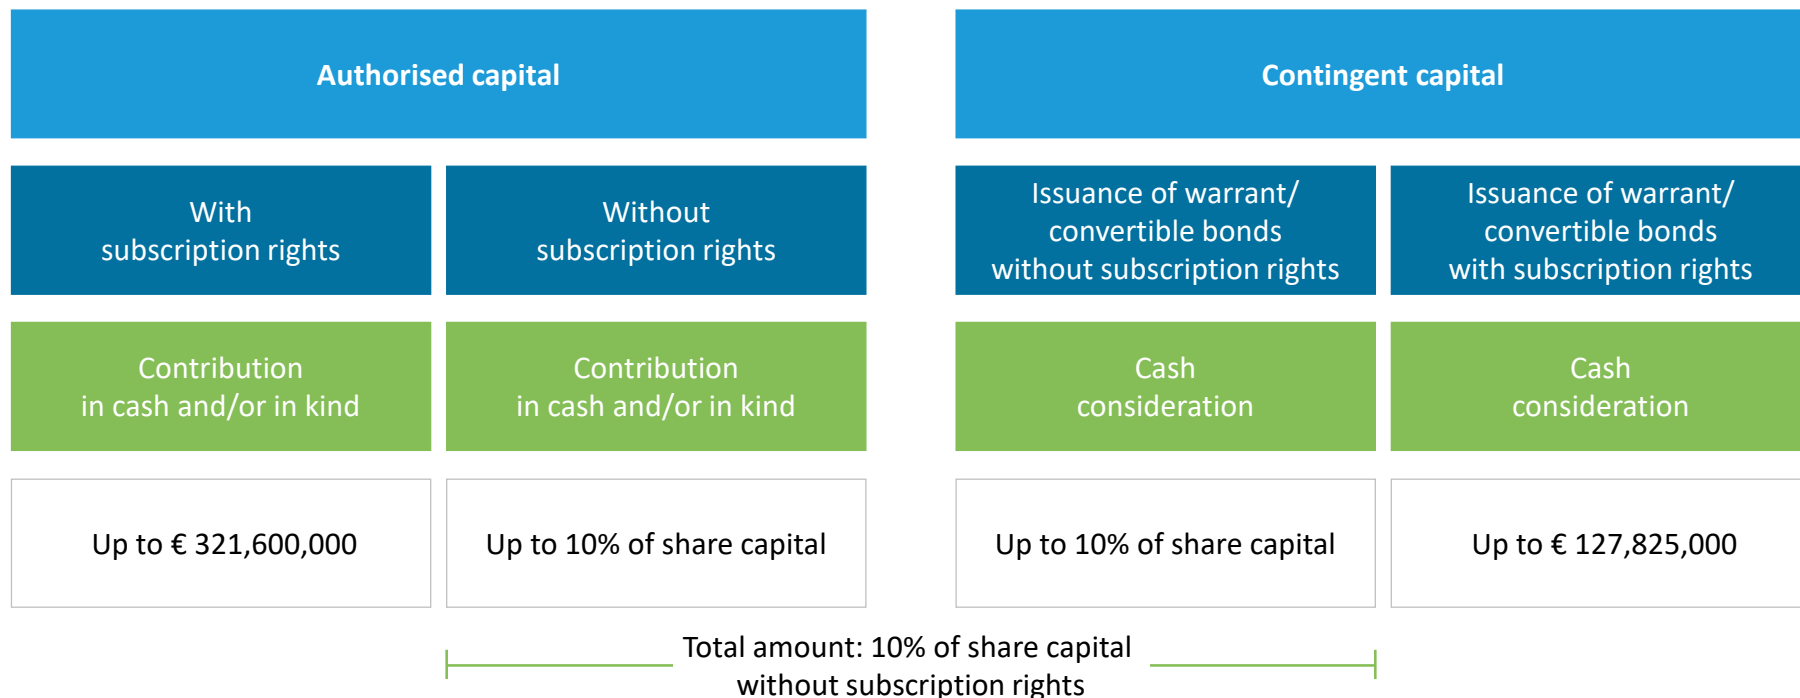 Authorised capital
Contingent capital
With
subscription rights
Without
subscription rights
Issuance of warrant/
convertible bonds
without subscription rights
Issuance of warrant/
convertible bonds
with subscription rights
Contribution
in cash and/or in kind
Contribution
in cash and/or in kind
Cash
consideration
Cash
consideration
Up to € 321,600,000
Up to 10% of share capital
Up to 10% of share capital
Up to € 127,825,000
Total amount: 10% of share capital
without subscription rights